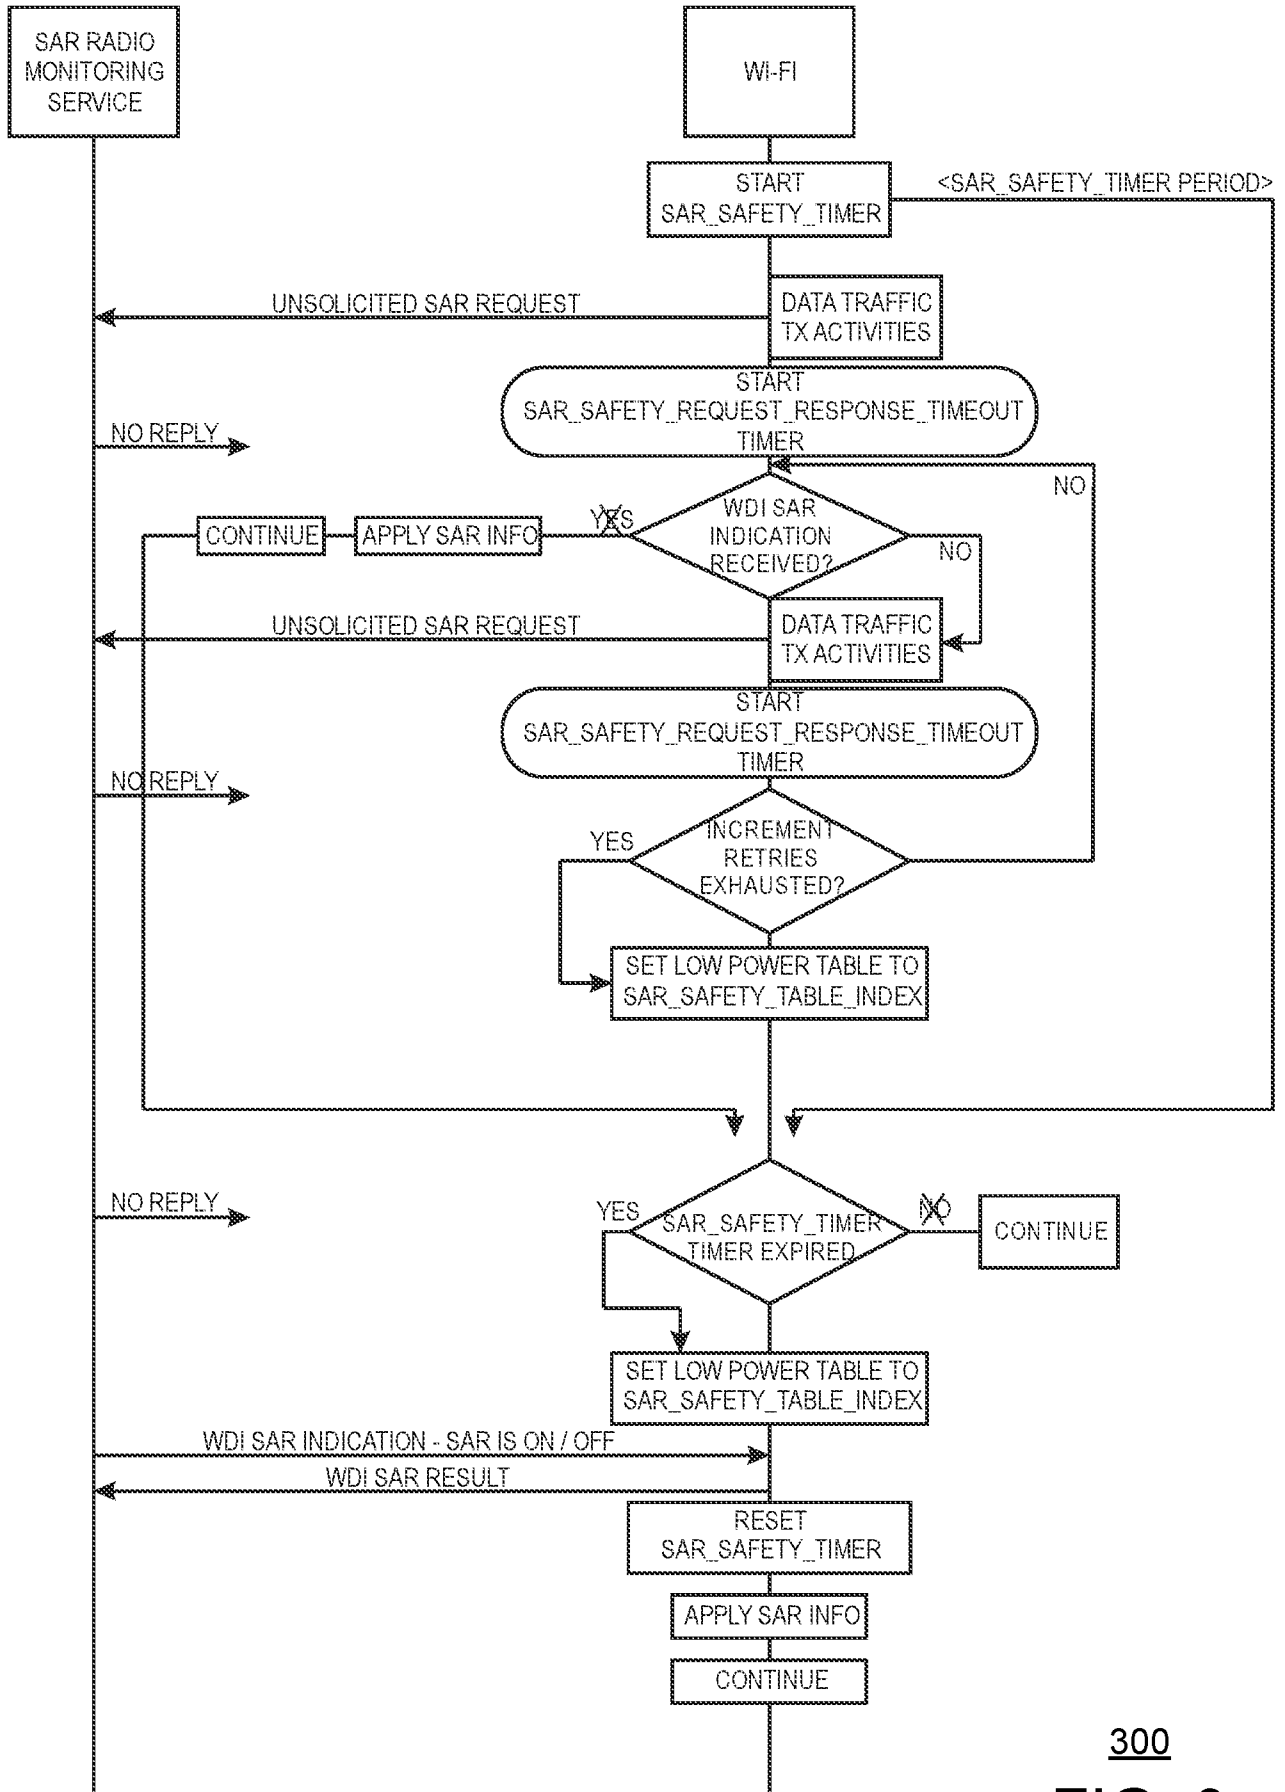 SAR RADIO
MONITORING
SERVICE
WI-FI
START
SAR_SAFETY_TIMER
<SAR_SAFETY_TIMER PERIOD>
UNSOLICITED SAR REQUEST
DATA TRAFFIC
TX ACTIVITIES
START
SAR_SAFETY_REQUEST_RESPONSE_TIMEOUT
TIMER
NO REPLY
NO
WDI SAR
INDICATION
RECEIVED?
YES
APPLY SAR INFO
CONTINUE
NO
UNSOLICITED SAR REQUEST
DATA TRAFFIC
TX ACTIVITIES
START
SAR_SAFETY_REQUEST_RESPONSE_TIMEOUT
TIMER
NO REPLY
YES
INCREMENT
RETRIES
EXHAUSTED?
SET LOW POWER TABLE TO
SAR_SAFETY_TABLE_INDEX
NO REPLY
YES
SAR_SAFETY_TIMER
TIMER EXPIRED
NO
CONTINUE
SET LOW POWER TABLE TO
SAR_SAFETY_TABLE_INDEX
WDI SAR INDICATION - SAR IS ON / OFF
WDI SAR RESULT
RESET
SAR_SAFETY_TIMER
APPLY SAR INFO
CONTINUE
300